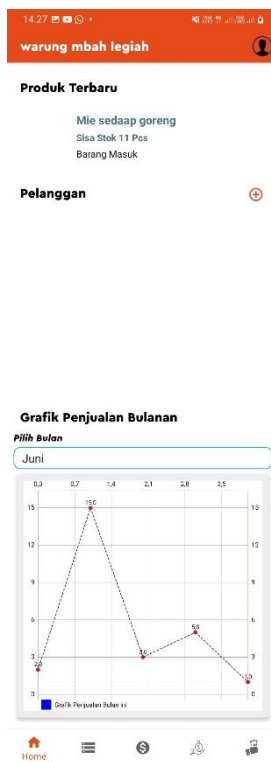 14.27
warung mbah legiah
Produk Terbaru
Mie sedaap goreng
Sisa Stok 11 Pcs
Barang Masuk
Pelanggan
Grafik Penjualan Bulanan
Pilih Bulan
Juni
0,0 0,7 1,4 2,1 2,8 3,5
15 15,0 15
12 12
9 9
6 5,0 6
3 3,0 3
2,0 1,0
0 0
Grafik Penjualan Bulan ini
Home